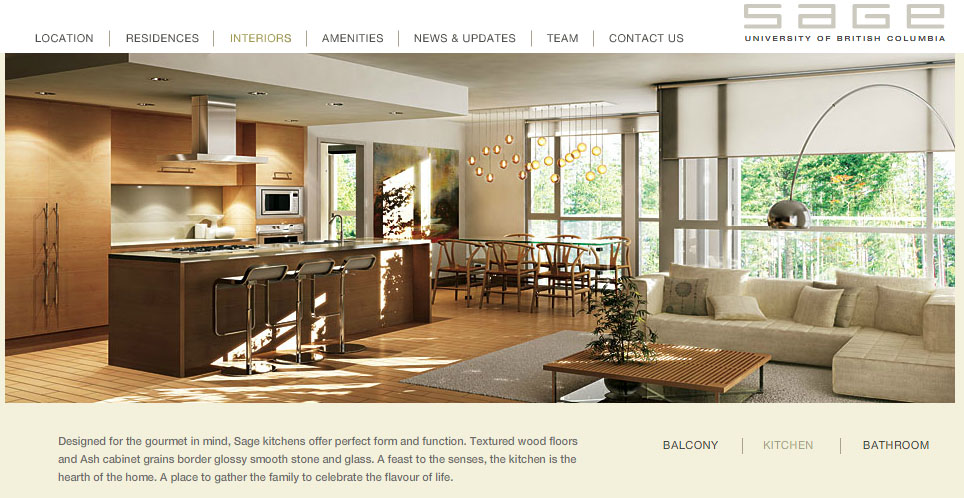 sage
UNIVERSITY OF BRITISH COLUMBIA
LOCATION RESIDENCES INTERIORS AMENITIES NEWS & UPDATES TEAM CONTACT US
Designed for the gourmet in mind, Sage kitchens offer perfect form and function. Textured wood floors
and Ash cabinet grains border glossy smooth stone and glass. A feast to the senses, the kitchen is the
hearth of the home. A place to gather the family to celebrate the flavour of life.
BALCONY KITCHEN BATHROOM